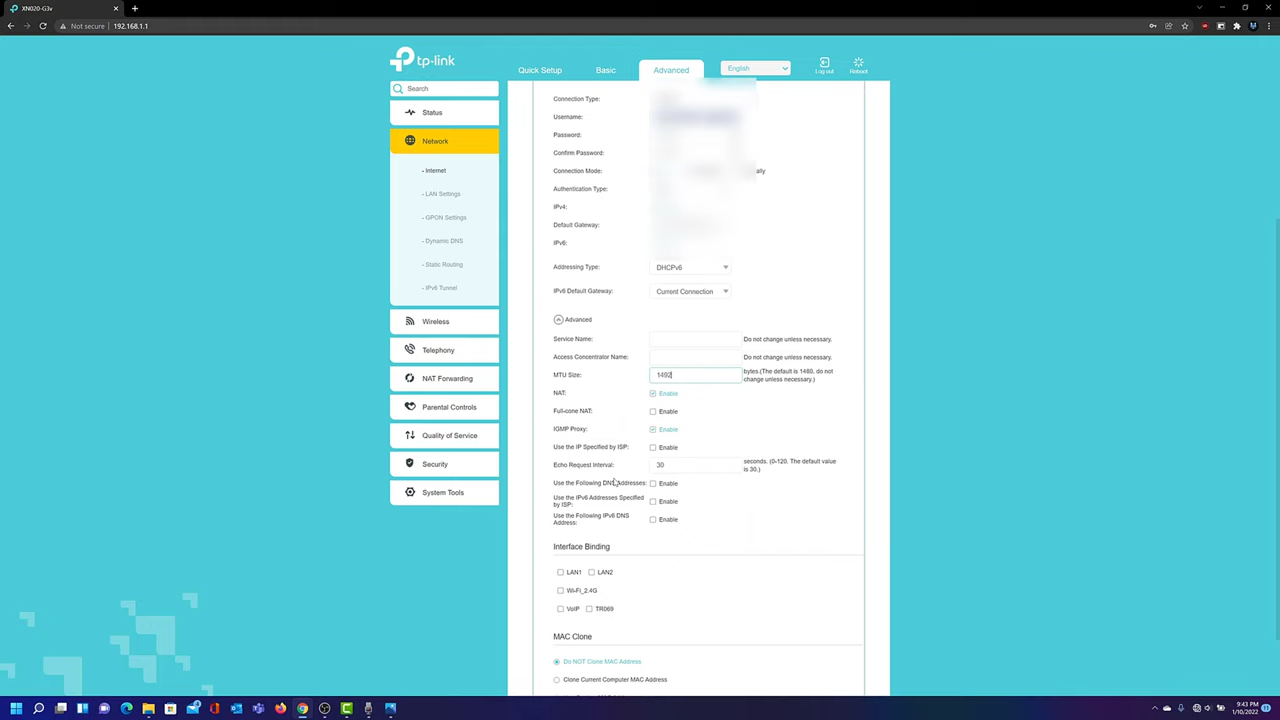 XN020-G3v
Not secure | 192.168.1.1
tp-link
Quick Setup
Basic
Advanced
English
Log out
Reboot
Search
Status
Network
- Internet
- LAN Settings
- GPON Settings
- Dynamic DNS
- Static Routing
- IPv6 Tunnel
Wireless
Telephony
NAT Forwarding
Parental Controls
Quality of Service
Security
System Tools
Connection Type:
Username:
Password:
Confirm Password:
Connection Mode: ally
Authentication Type:
IPv4:
Default Gateway:
IPv6:
Addressing Type: DHCPv6
IPv6 Default Gateway: Current Connection
Advanced
Service Name: Do not change unless necessary.
Access Concentrator Name: Do not change unless necessary.
MTU Size: 1492 bytes.(The default is 1480, do not
change unless necessary.)
NAT: Enable
Full-cone NAT: Enable
IGMP Proxy: Enable
Use the IP Specified by ISP: Enable
Echo Request Interval: 30 seconds. (0-120. The default value
is 30.)
Use the Following DNS Addresses: Enable
Use the IPv6 Addresses Specified
by ISP: Enable
Use the Following IPv6 DNS
Address: Enable
Interface Binding
LAN1 LAN2
Wi-Fi_2.4G
VoIP TR069
MAC Clone
Do NOT Clone MAC Address
Clone Current Computer MAC Address
9:43 PM
1/10/2022